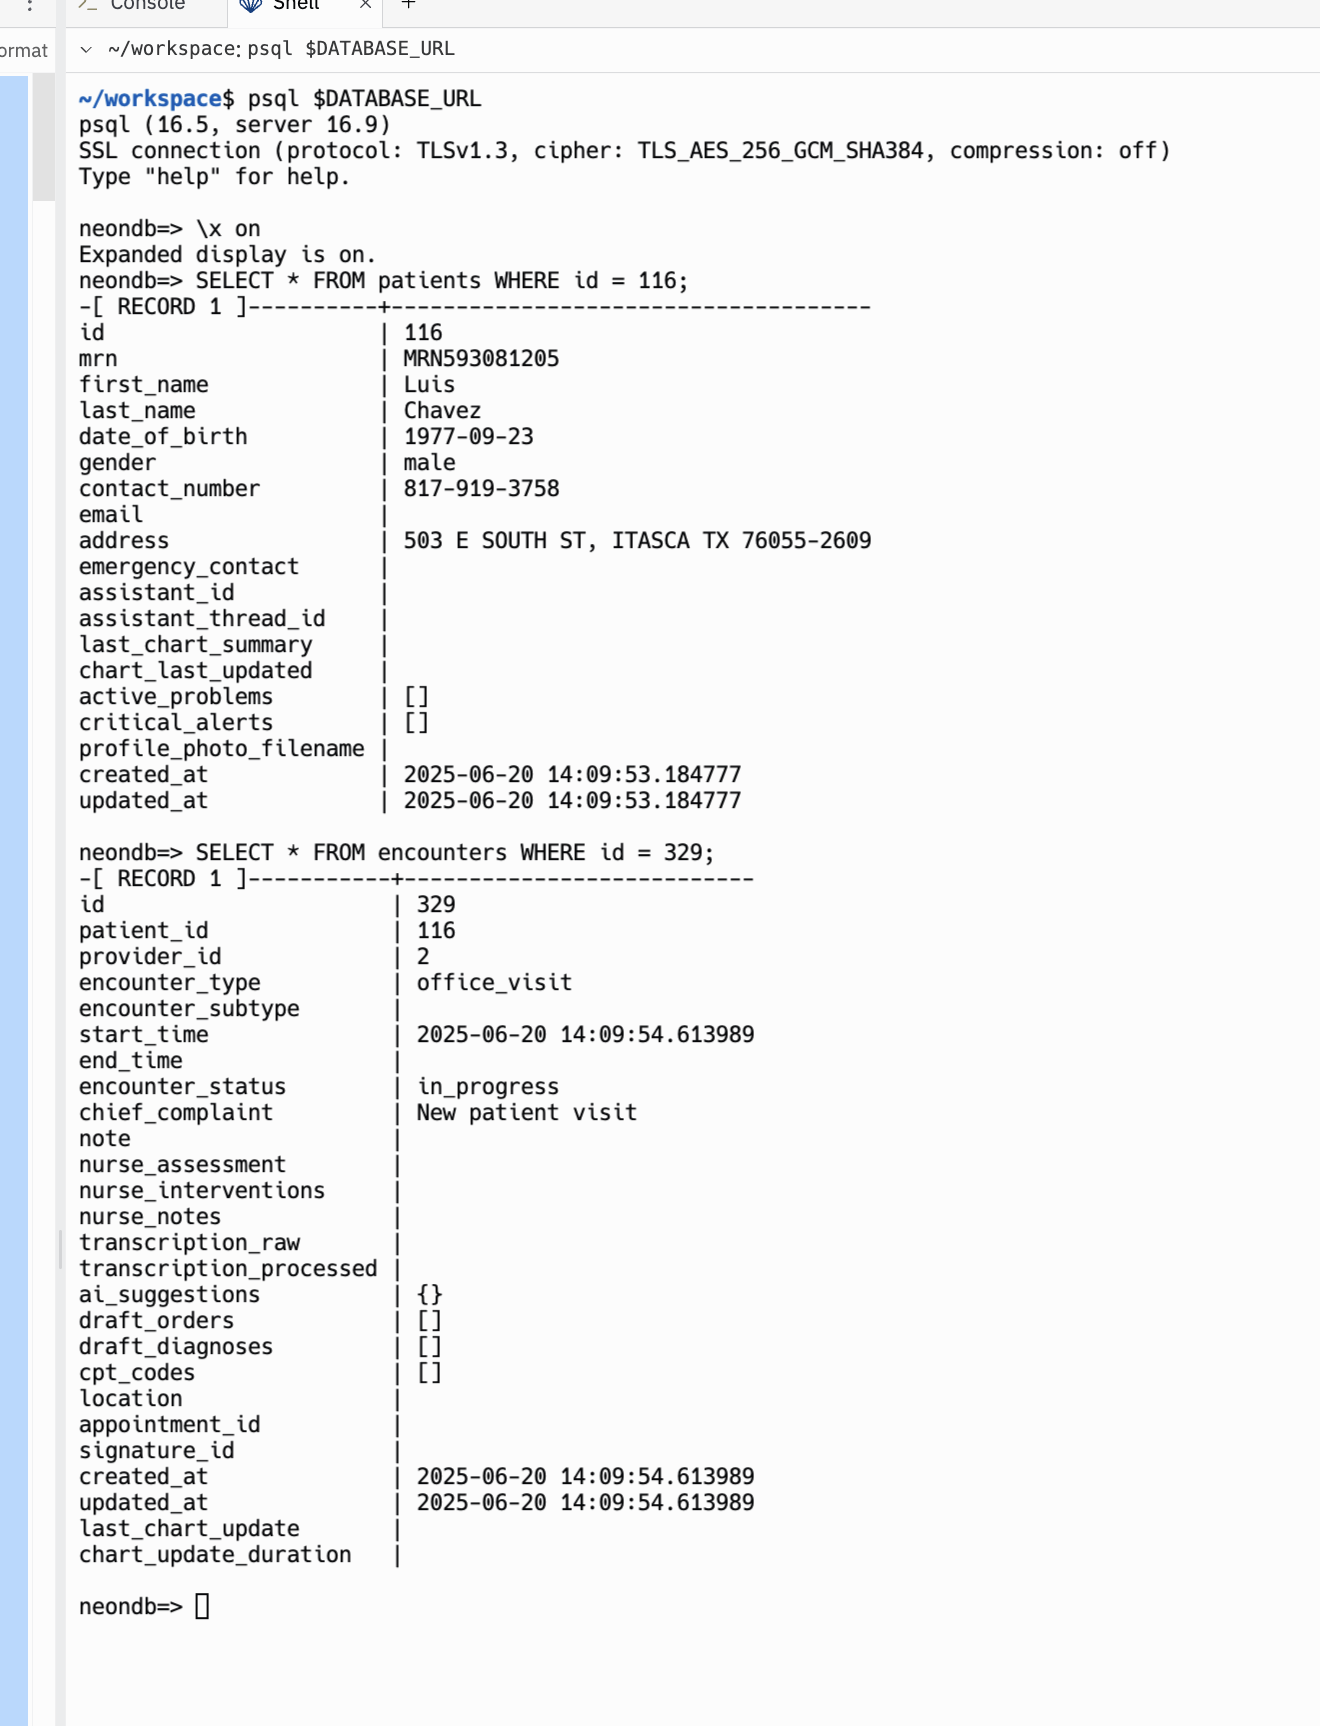 Console
Shell
ormat
~/workspace: psql $DATABASE_URL
~/workspace$ psql $DATABASE_URL
psql (16.5, server 16.9)
SSL connection (protocol: TLSv1.3, cipher: TLS_AES_256_GCM_SHA384, compression: off)
Type "help" for help.
neondb=> \x on
Expanded display is on.
neondb=> SELECT * FROM patients WHERE id = 116;
-[ RECORD 1 ]----------+-------------------------------------
id                     | 116
mrn                    | MRN593081205
first_name             | Luis
last_name              | Chavez
date_of_birth          | 1977-09-23
gender                 | male
contact_number         | 817-919-3758
email                  |
address                | 503 E SOUTH ST, ITASCA TX 76055-2609
emergency_contact      |
assistant_id           |
assistant_thread_id    |
last_chart_summary     |
chart_last_updated     |
active_problems        | []
critical_alerts        | []
profile_photo_filename |
created_at             | 2025-06-20 14:09:53.184777
updated_at             | 2025-06-20 14:09:53.184777
neondb=> SELECT * FROM encounters WHERE id = 329;
-[ RECORD 1 ]-----------+---------------------------
id                      | 329
patient_id              | 116
provider_id             | 2
encounter_type          | office_visit
encounter_subtype       |
start_time              | 2025-06-20 14:09:54.613989
end_time                |
encounter_status        | in_progress
chief_complaint         | New patient visit
note                    |
nurse_assessment        |
nurse_interventions     |
nurse_notes             |
transcription_raw       |
transcription_processed |
ai_suggestions          | {}
draft_orders            | []
draft_diagnoses         | []
cpt_codes               | []
location                |
appointment_id          |
signature_id            |
created_at              | 2025-06-20 14:09:54.613989
updated_at              | 2025-06-20 14:09:54.613989
last_chart_update       |
chart_update_duration   |
neondb=>